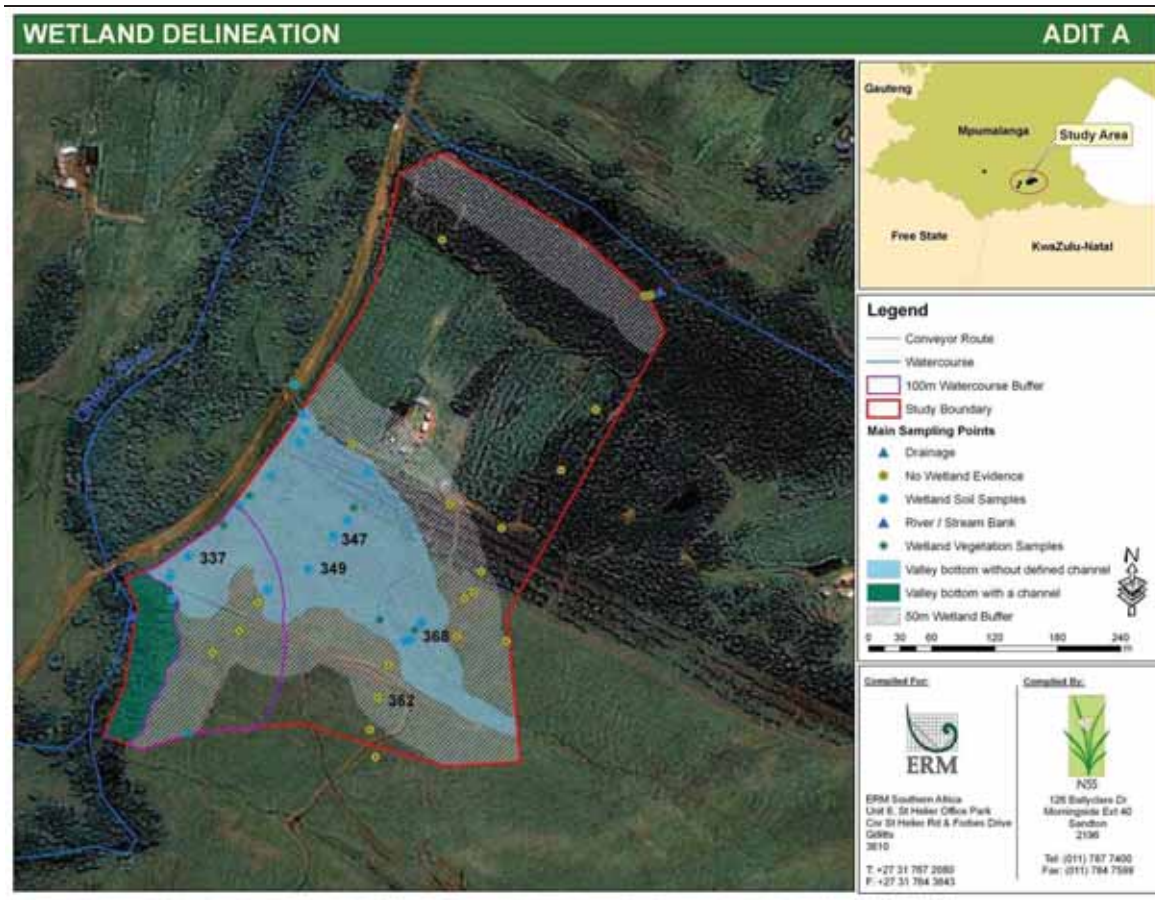 WETLAND DELINEATION
ADIT A
337
347
349
368
362
Gauteng
Mpumalanga
Study Area
Free State
KwaZulu-Natal
Legend
Conveyor Route
Watercourse
100m Watercourse Buffer
Study Boundary
Main Sampling Points
Drainage
No Wetland Evidence
Wetland Soil Samples
River / Stream Bank
Wetland Vegetation Samples
Valley bottom without defined channel
Valley bottom with a channel
50m Wetland Buffer
N
0 30 60 120 180 240
m
Compiled For:
ERM
ERM Southern Africa
Unit 6, St Helier Office Park
Cnr St Helier Rd & Forbes Drive
Gillitts
3610
T: +27 31 767 2080
F: +27 31 764 3643
Compiled By:
NSS
126 Ballyclare Dr
Morningside Ext 40
Sandton
2196
Tel: (011) 787 7400
Fax: (011) 784 7599